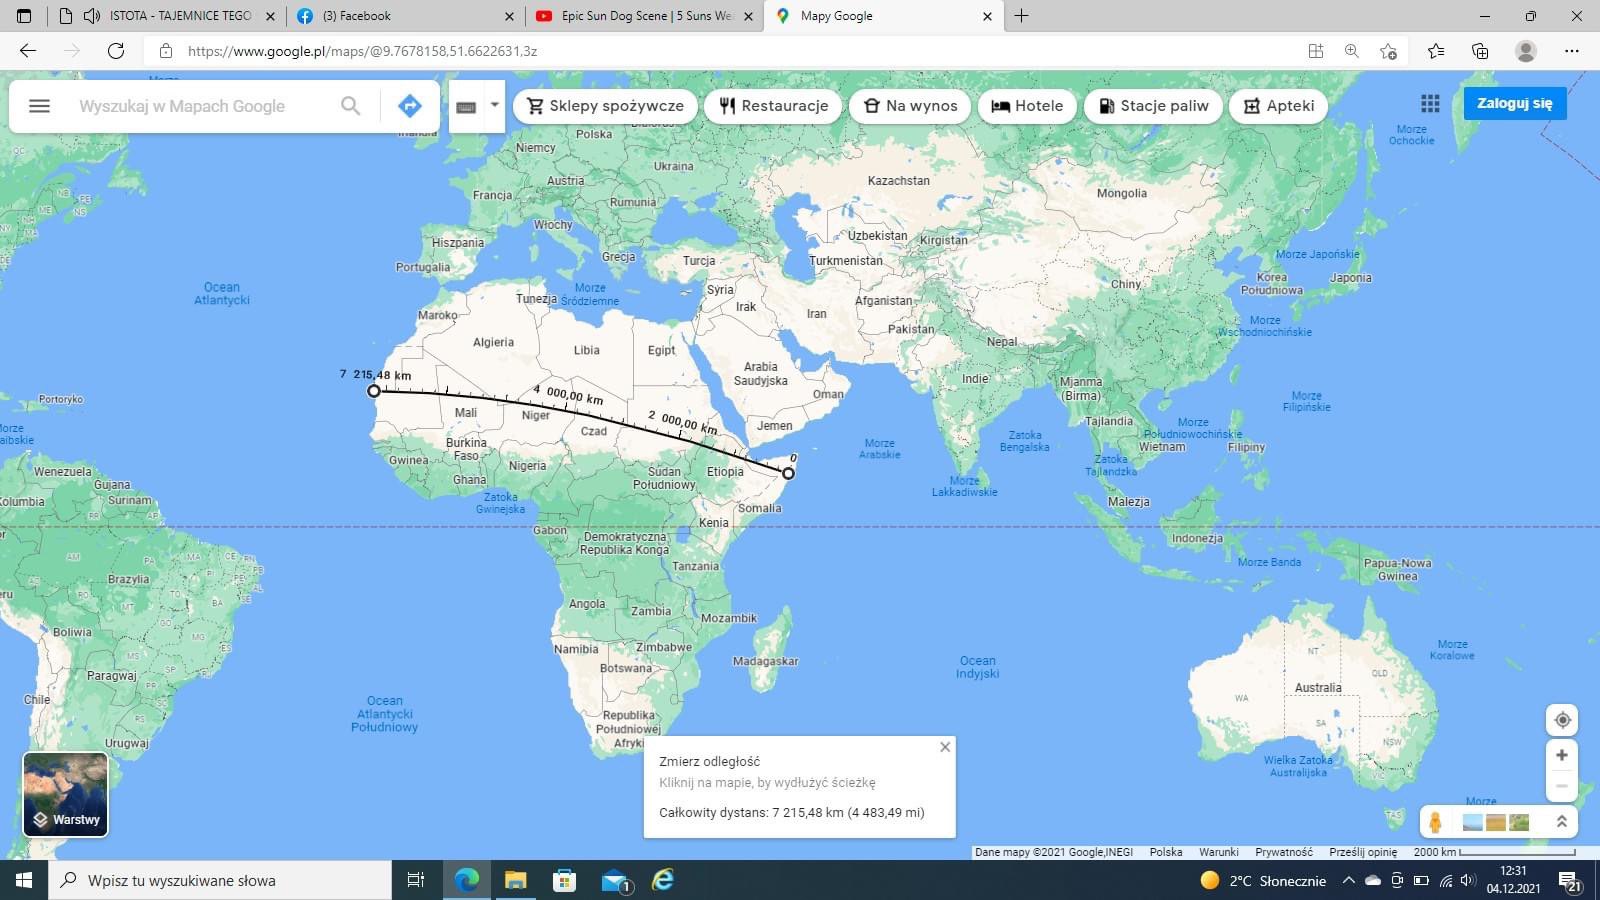 ISTOTA - TAJEMNICE TEGO
(3) Facebook
Epic Sun Dog Scene | 5 Suns Wea
Mapy Google
https://www.google.pl/maps/@9.7678158,51.6622631,3z
Wyszukaj w Mapach Google
Sklepy spożywcze
Restauracje
Na wynos
Hotele
Stacje paliw
Apteki
Zaloguj się
Morze
Ochockie
Polska
Niemcy
Ukraina
Austria
Francja
Rumunia
Włochy
Hiszpania
Grecja
Portugalia
Turcja
Kazachstan
Mongolia
Uzbekistan
Kirgistan
Turkmenistan
Morze Japońskie
Korea
Południowa
Japonia
Chiny
Ocean
Atlantycki
Tunezja
Morze
Śródziemne
Syria
Irak
Iran
Afganistan
Pakistan
Nepal
Morze
Wschodniochińskie
Maroko
Algieria
Libia
Egipt
Arabia
Saudyjska
Oman
Indie
Mjanma
(Birma)
7 215,48 km
4 000,00 km
2 000,00 km
0
Portoryko
Morze
Filipińskie
Mali
Niger
Czad
Jemen
Morze
Arabskie
Zatoka
Bengalska
Tajlandia
Morze
Południowochińskie
Wietnam
Filipiny
Burkina
Faso
Gwinea
Ghana
Nigeria
Sudan
Południowy
Etiopia
Zatoka
Tajlandzka
Morze
Lakkadiwskie
Wenezuela
Gujana
Surinam
Kolumbia
Zatoka
Gwinejska
Somalia
Malezja
Gabon
Kenia
Demokratyczna
Republika Konga
Tanzania
Indonezja
Morze Banda
Papua-Nowa
Gwinea
Brazylia
Angola
Zambia
Mozambik
Boliwia
Namibia
Zimbabwe
Botswana
Madagaskar
Ocean
Indyjski
Morze
Koralowe
Paragwaj
Chile
Urugwaj
Ocean
Atlantycki
Południowy
Republika
Południowej
Afryki
Australia
NT
QLD
WA
SA
NSW
VIC
TAS
Wielka Zatoka
Australijska
Morze
Zmierz odległość
Kliknij na mapie, by wydłużyć ścieżkę
Całkowity dystans: 7 215,48 km (4 483,49 mi)
Warstwy
Dane mapy ©2021 Google,INEGI Polska Warunki Prywatność Prześlij opinię 2000 km
Wpisz tu wyszukiwane słowa
1
2°C Słonecznie
12:31
04.12.2021
21